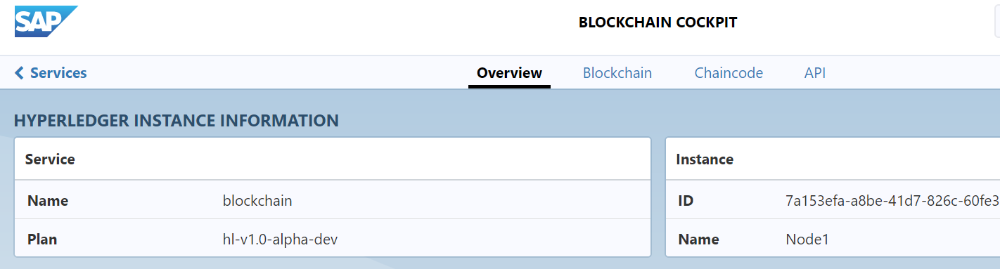 SAP
BLOCKCHAIN COCKPIT
Services
Overview Blockchain Chaincode API
HYPERLEDGER INSTANCE INFORMATION
Service
Name blockchain
Plan hl-v1.0-alpha-dev
Instance
ID 7a153efa-a8be-41d7-826c-60fe3
Name Node1